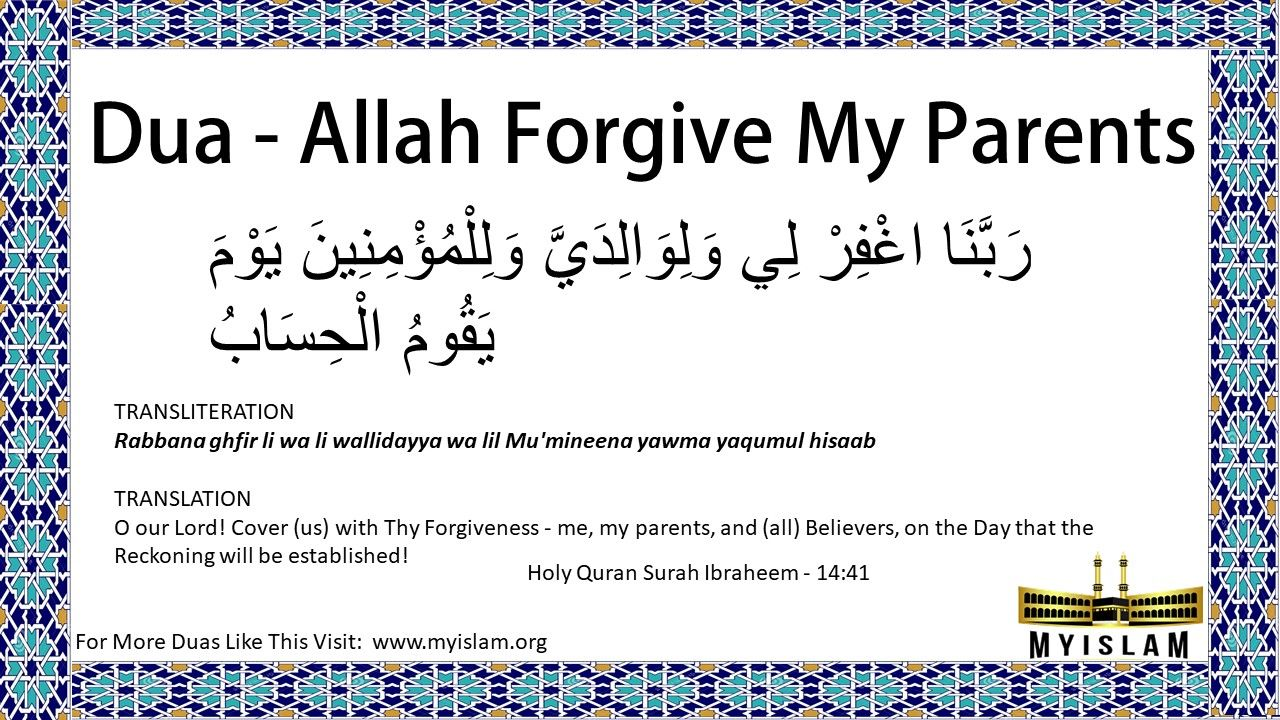 Dua - Allah Forgive My Parents
رَبَّنَا اغْفِرْ لِي وَلِوَالِدَيَّ وَلِلْمُؤْمِنِينَ يَوْمَ
يَقُومُ الْحِسَابُ
TRANSLITERATION
Rabbana ghfir li wa li wallidayya wa lil Mu'mineena yawma yaqumul hisaab
TRANSLATION
O our Lord! Cover (us) with Thy Forgiveness - me, my parents, and (all) Believers, on the Day that the
Reckoning will be established!
Holy Quran Surah Ibraheem - 14:41
For More Duas Like This Visit: www.myislam.org
MYISLAM